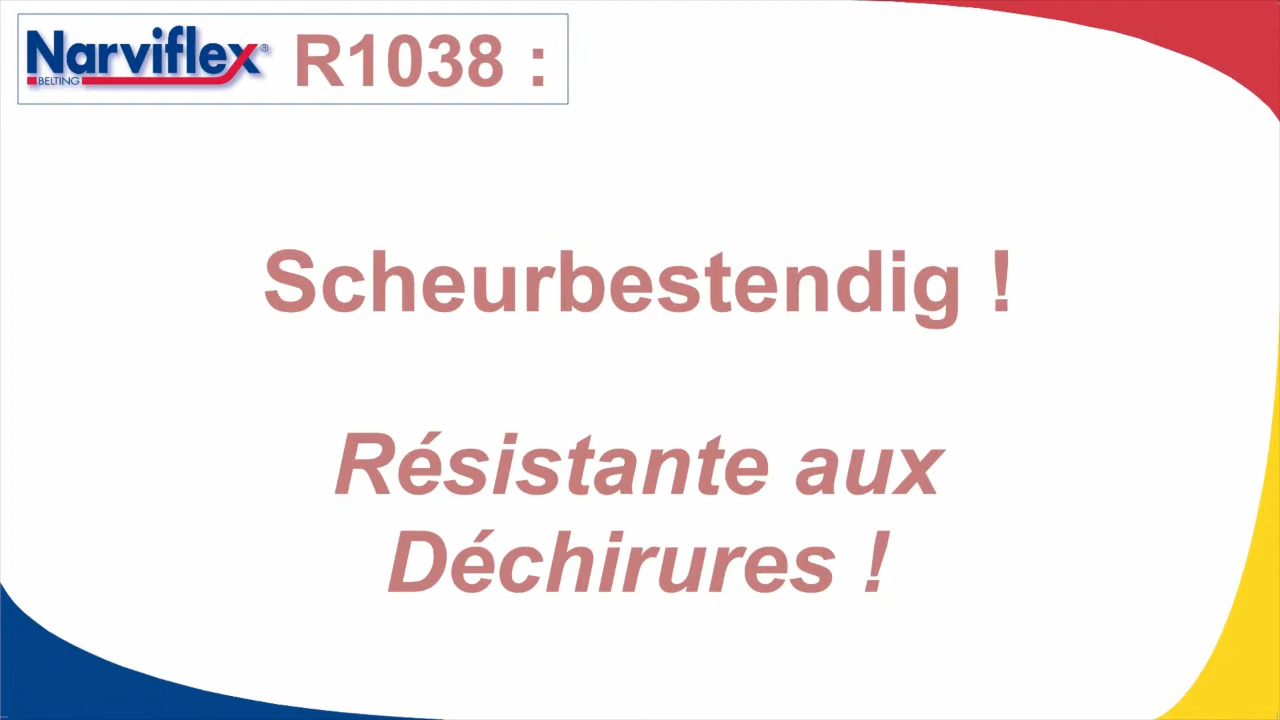 Narviflex® R1038 :
BELTING
Scheurbestendig !
Résistante aux
Déchirures !